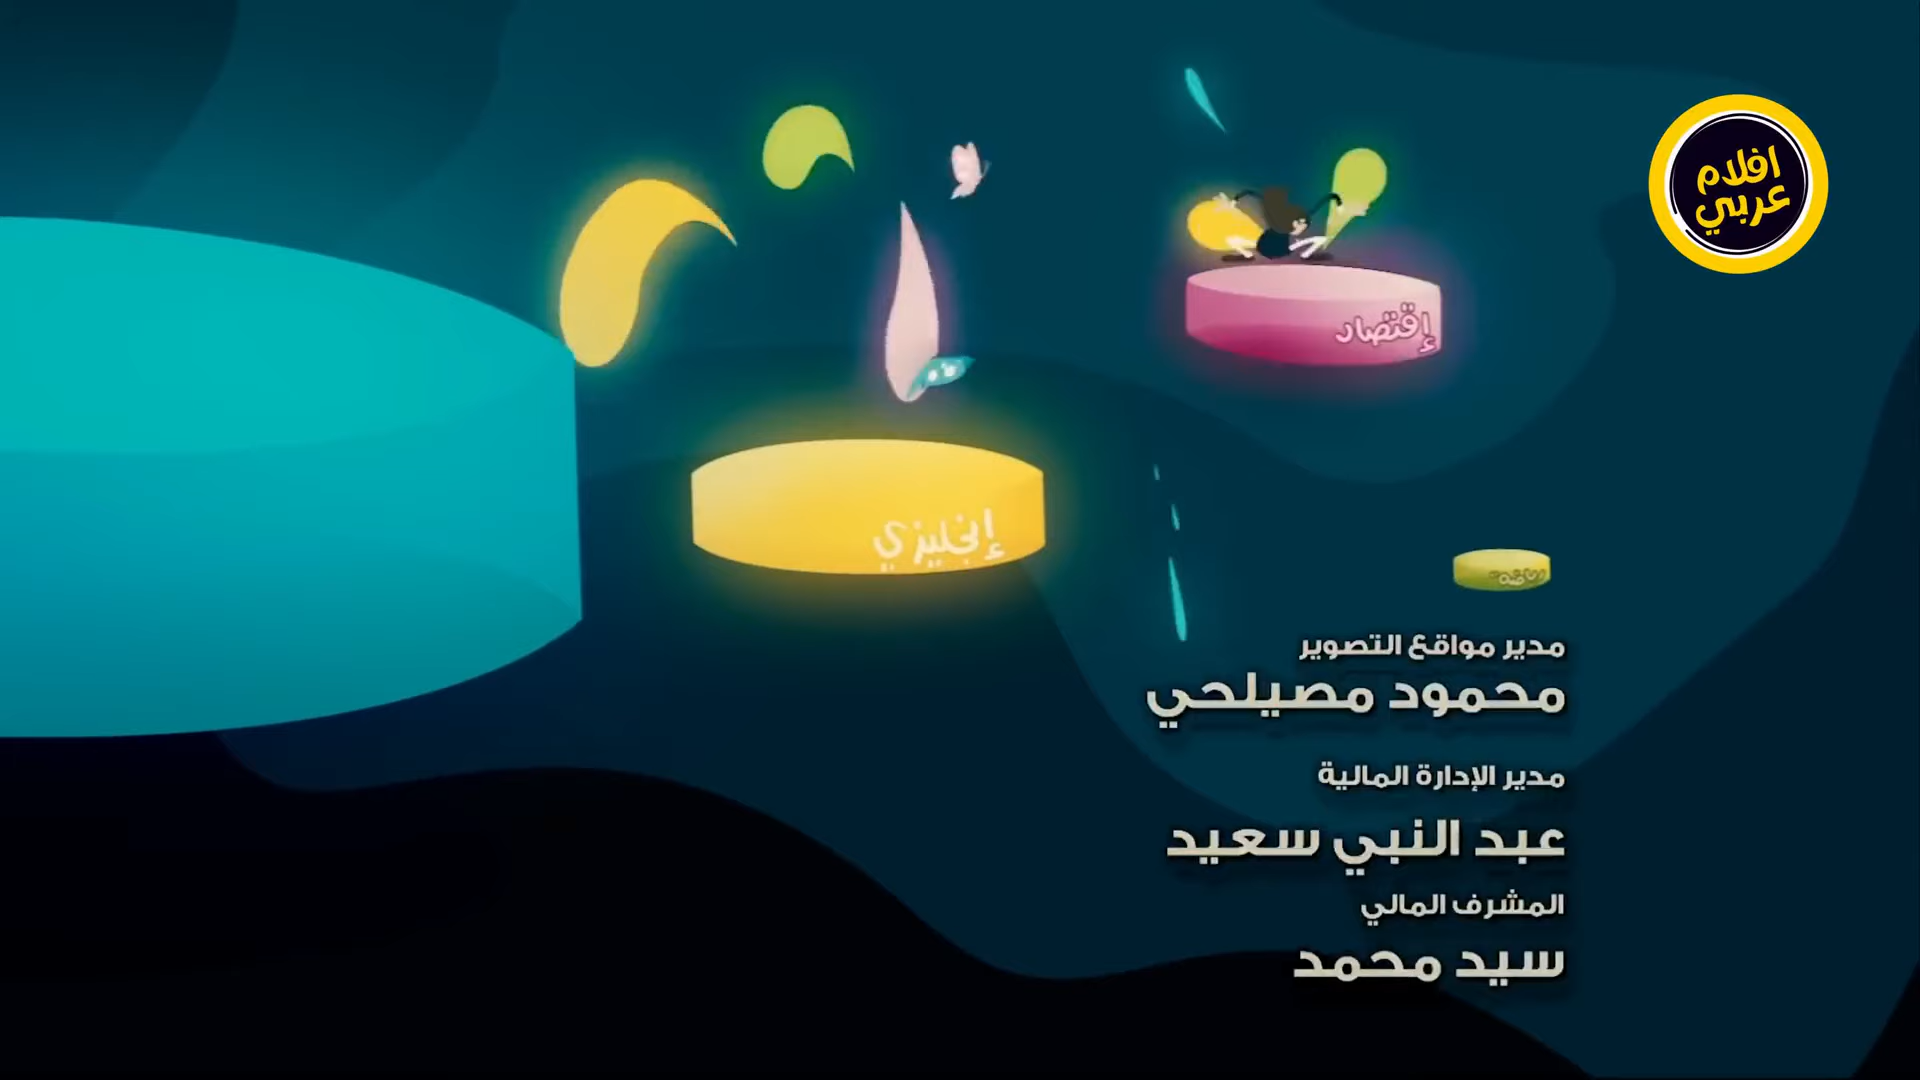 افلام
عربي
إقتصاد
إنجليزي
مدير مواقع التصوير
محمود مصيلحي
مدير الإدارة المالية
عبد النبي سعيد
المشرف المالي
سيد محمد